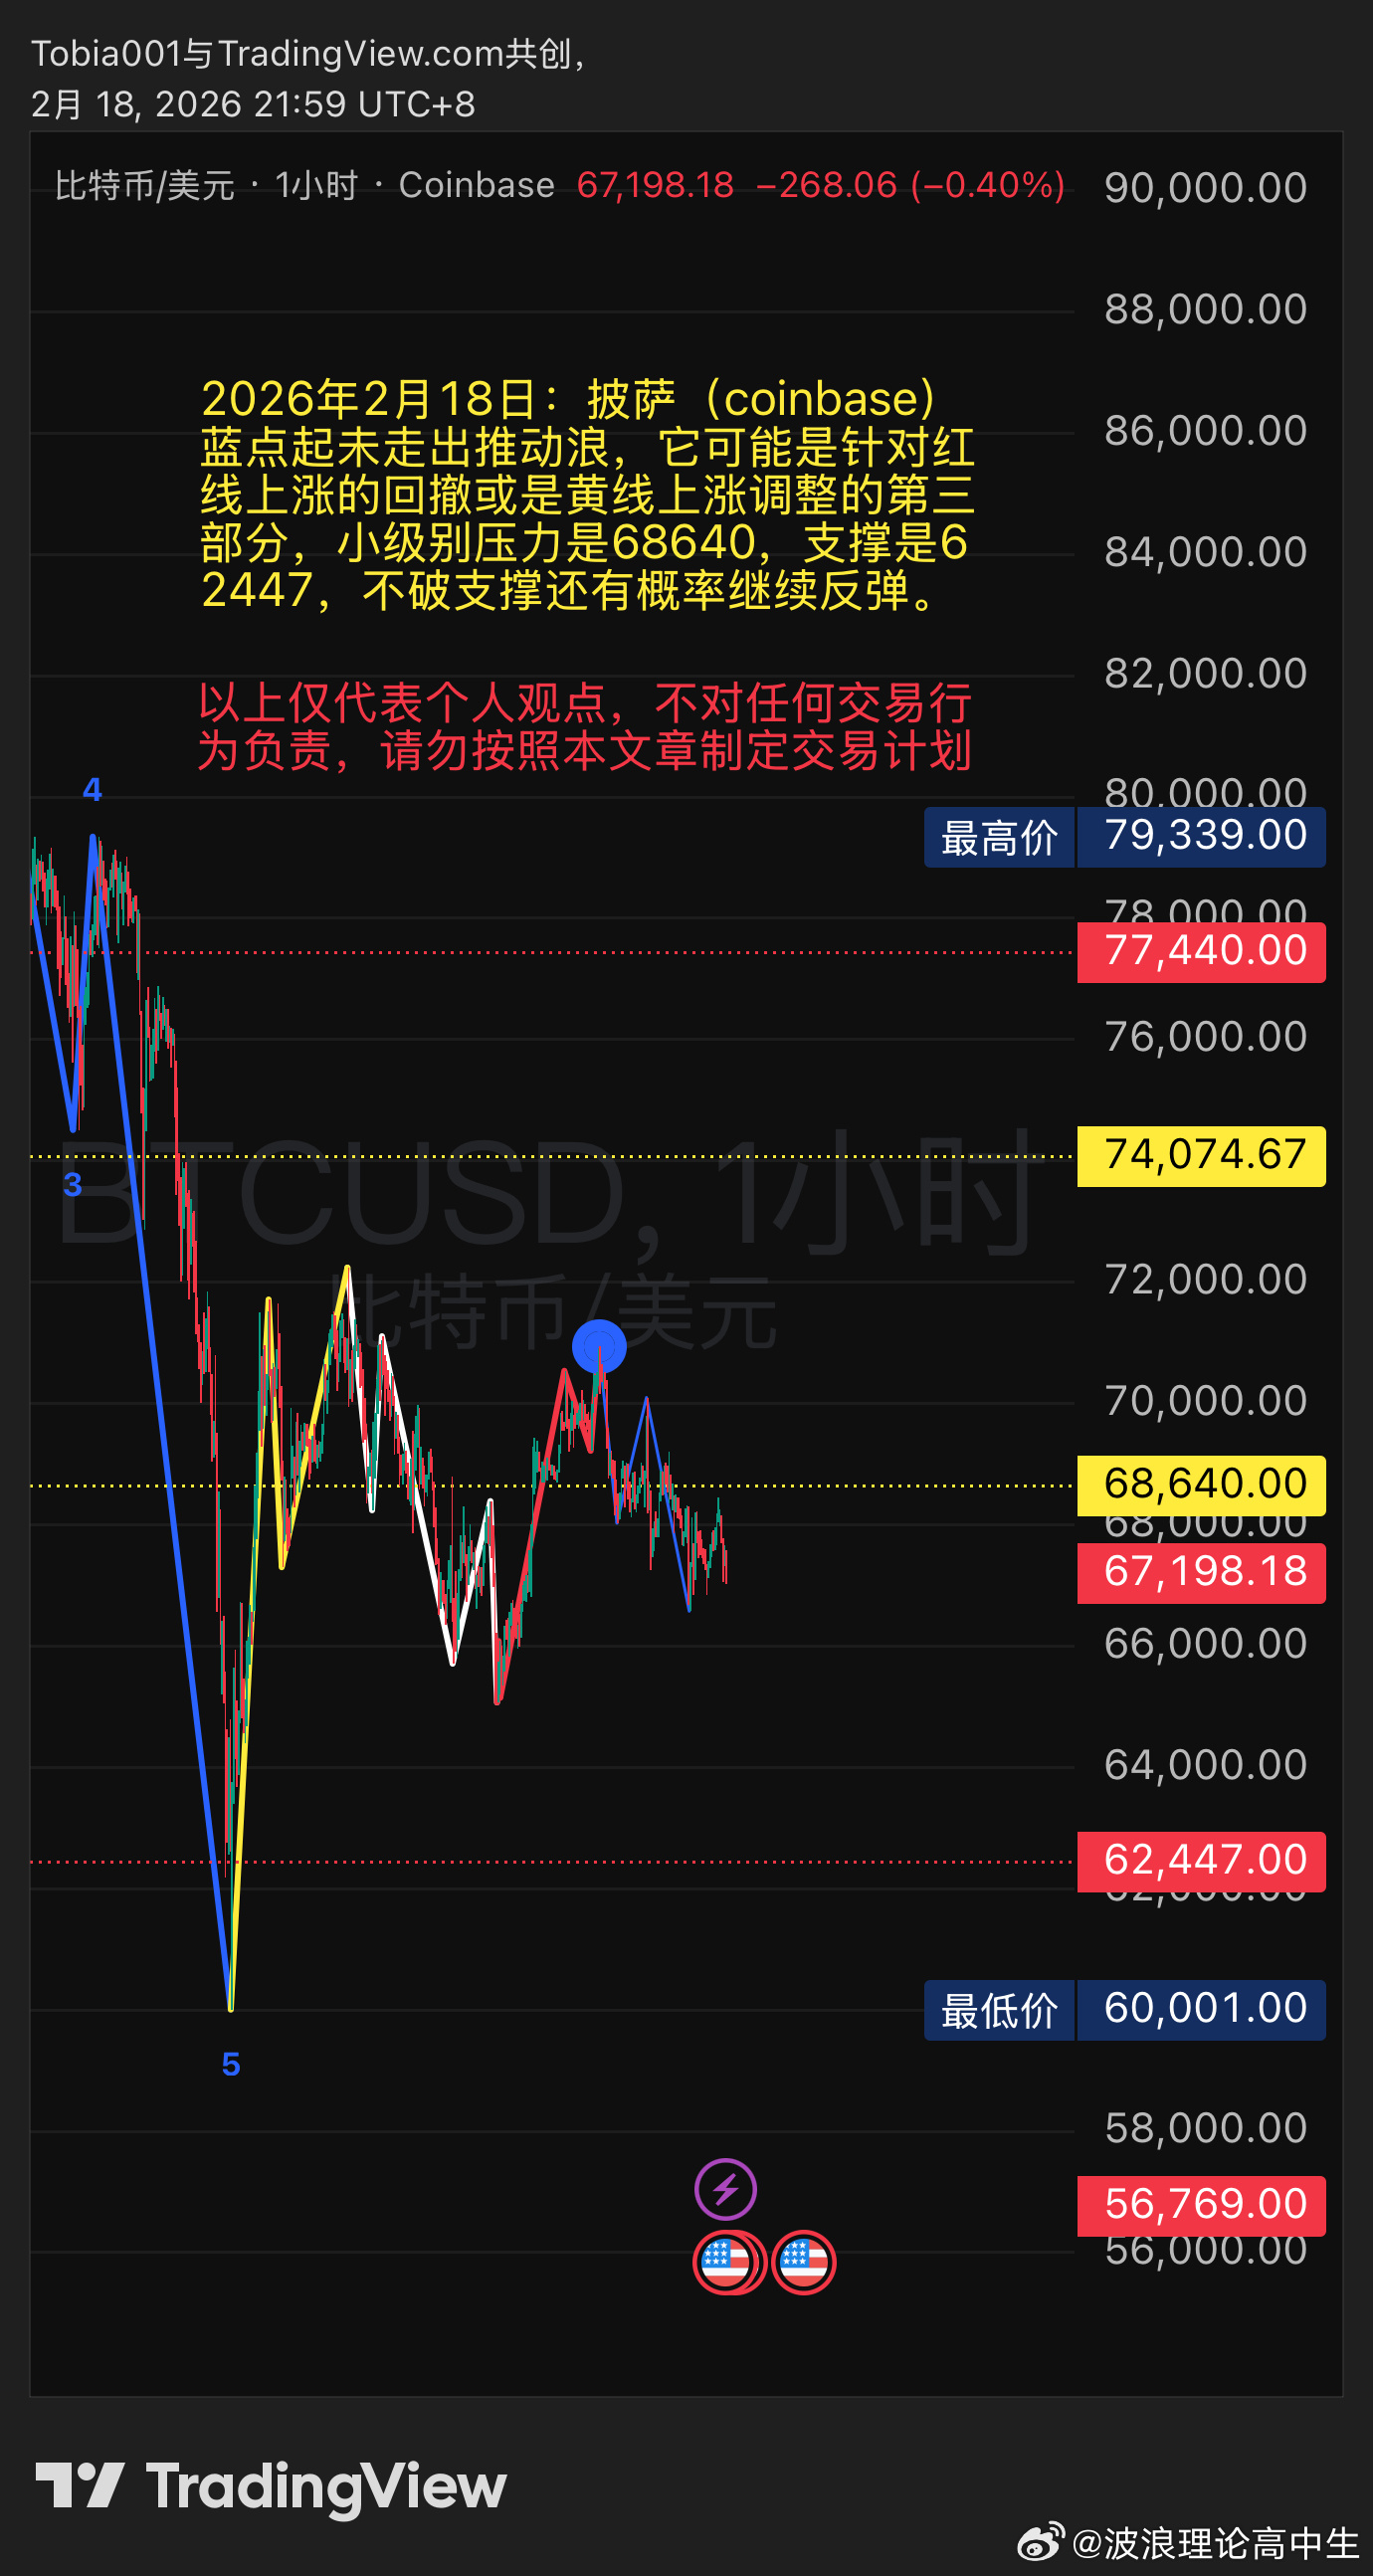 Tobia001与TradingView.com共创，
2月 18, 2026 21:59 UTC+8
比特币/美元 · 1小时 · Coinbase 67,198.18 −268.06 (−0.40%)
90,000.00
88,000.00
2026年2月18日：披萨（coinbase）
蓝点起未走出推动浪，它可能是针对红
线上涨的回撤或是黄线上涨调整的第三
部分，小级别压力是68640，支撑是6
2447，不破支撑还有概率继续反弹。
86,000.00
84,000.00
以上仅代表个人观点，不对任何交易行
为负责，请勿按照本文章制定交易计划
82,000.00
4
80,000.00
最高价 79,339.00
78,000.00
77,440.00
76,000.00
74,074.67
3
BTCUSD, 1小时
比特币/美元
72,000.00
70,000.00
68,640.00
68,000.00
67,198.18
66,000.00
64,000.00
62,447.00
62,000.00
最低价 60,001.00
5
58,000.00
56,769.00
56,000.00
TradingView
@波浪理论高中生